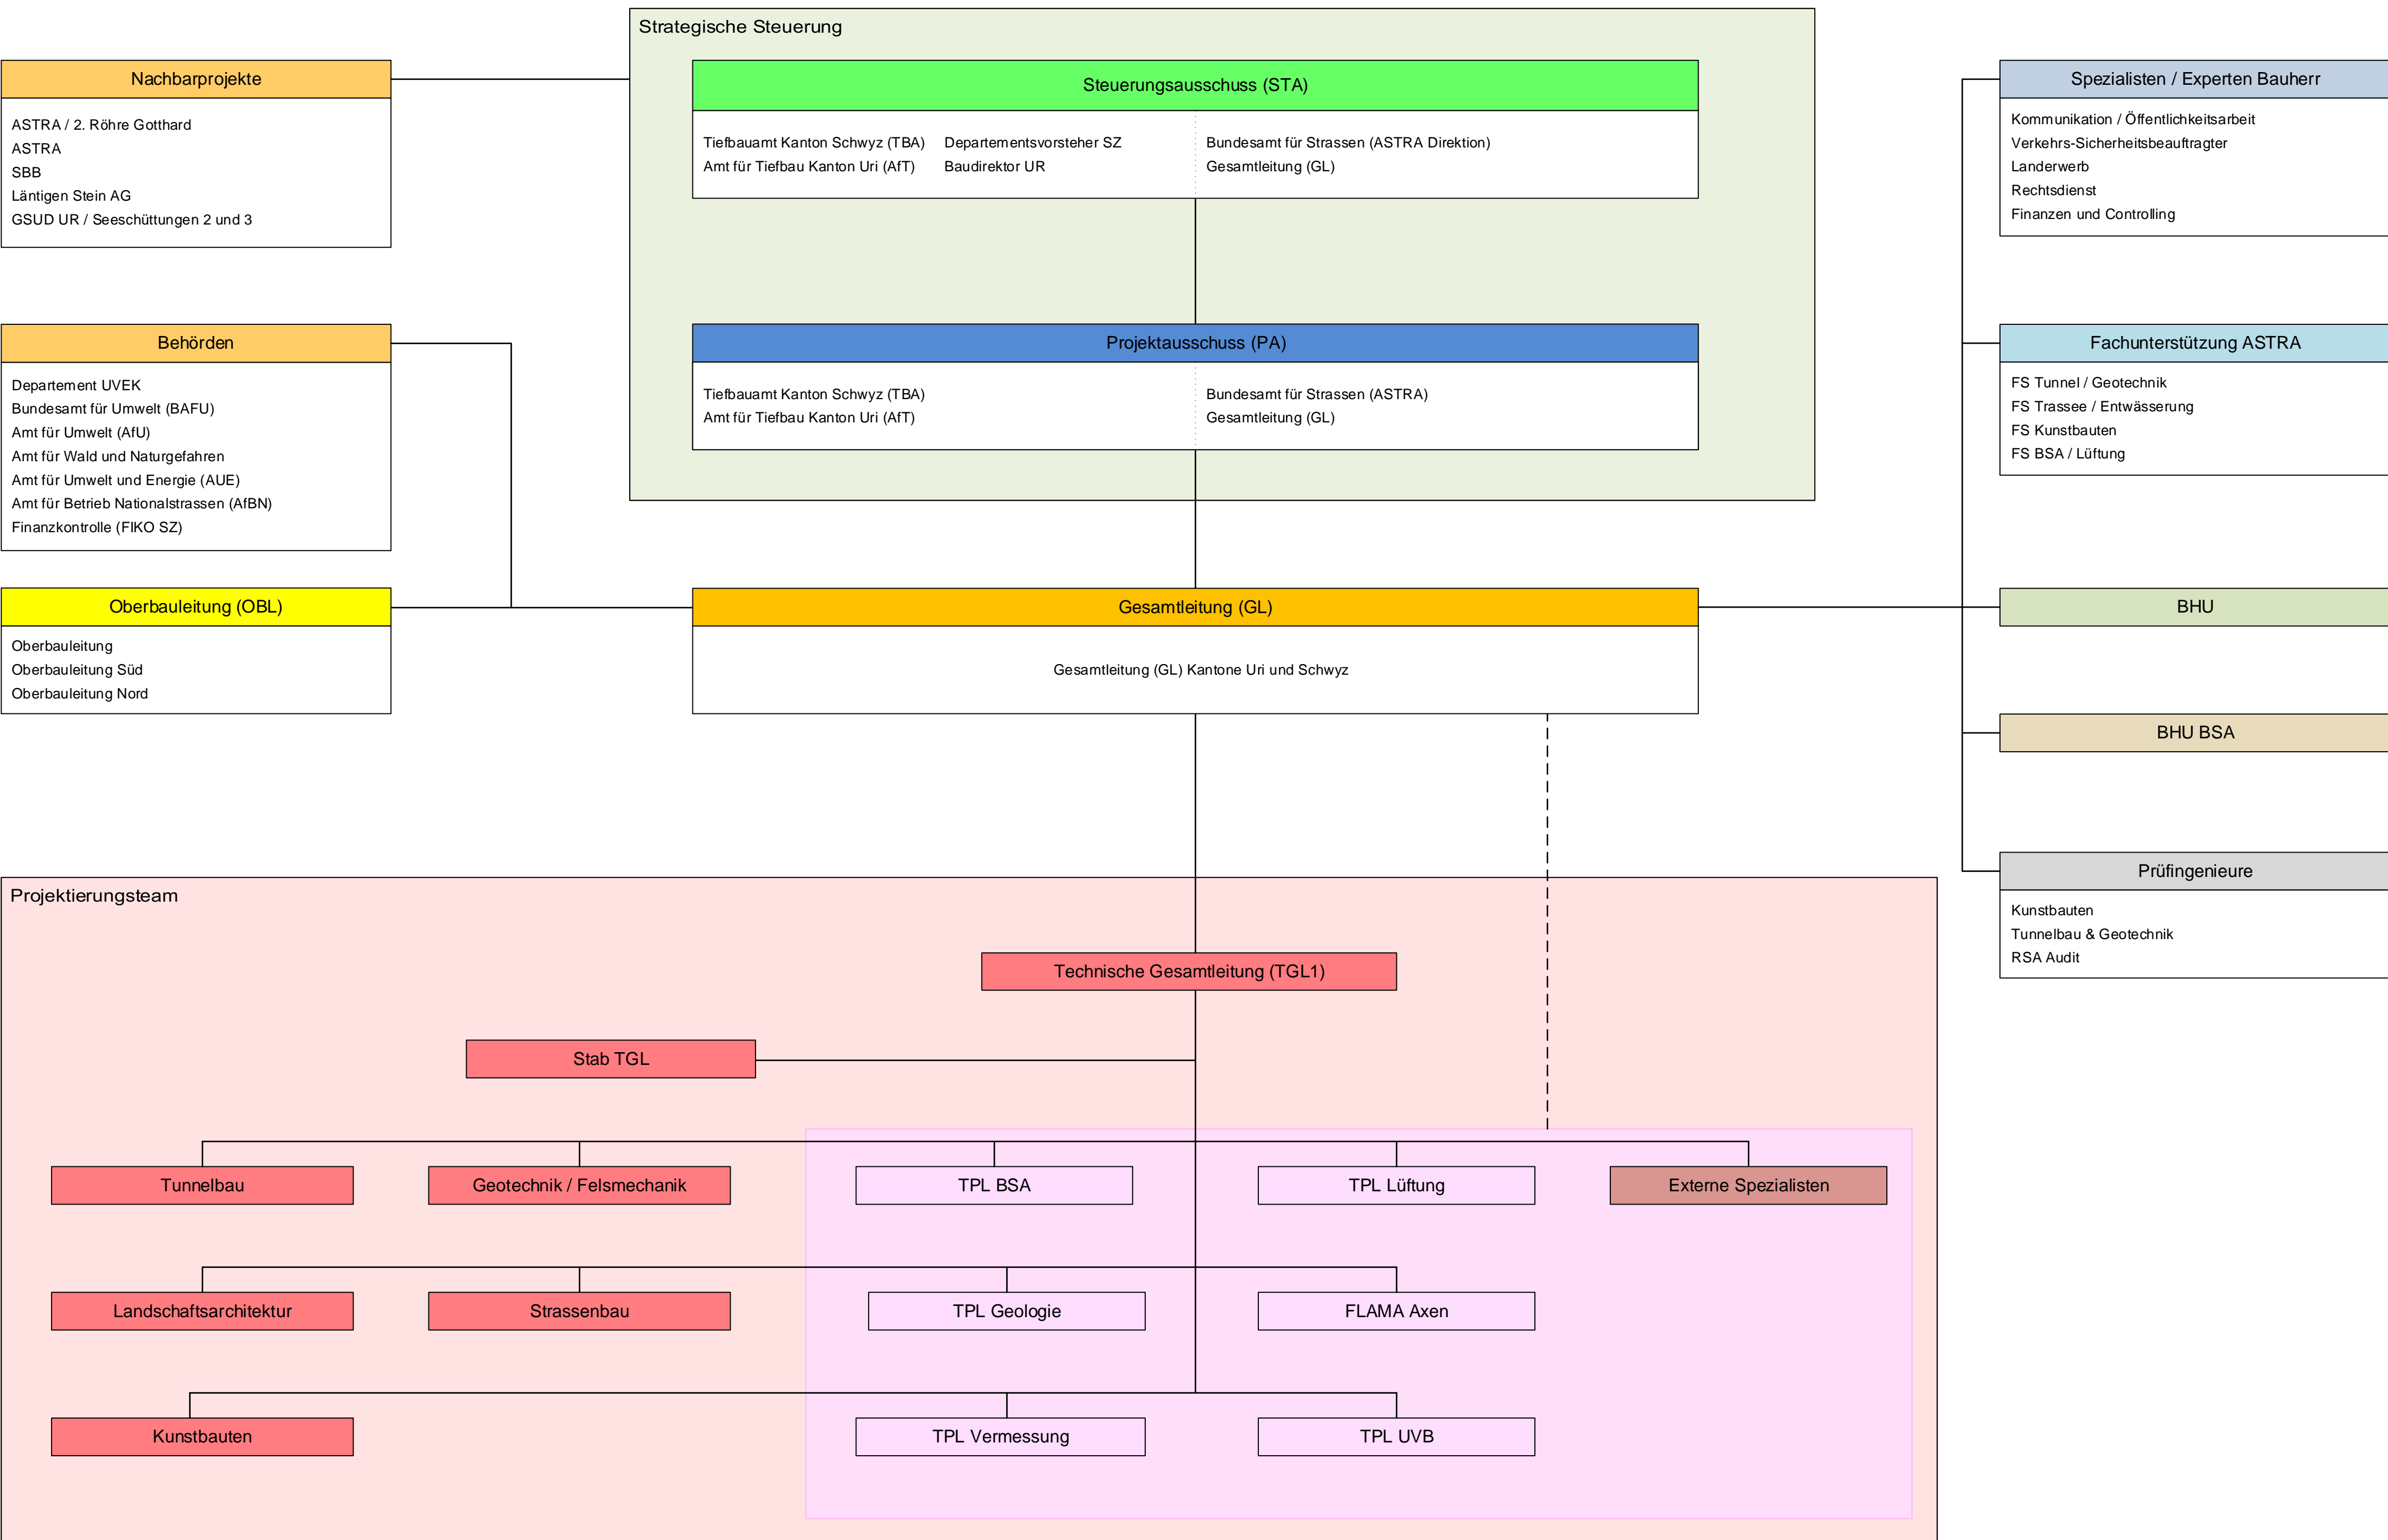 Strategische Steuerung
Nachbarprojekte
ASTRA / 2. Röhre Gotthard
ASTRA
SBB
Läntigen Stein AG
GSUD UR / Seeschüttungen 2 und 3
Steuerungsausschuss (STA)
Tiefbauamt Kanton Schwyz (TBA) Departementsvorsteher SZ Bundesamt für Strassen (ASTRA Direktion)
Amt für Tiefbau Kanton Uri (AfT) Baudirektor UR Gesamtleitung (GL)
Spezialisten / Experten Bauherr
Kommunikation / Öffentlichkeitsarbeit
Verkehrs-Sicherheitsbeauftragter
Landerwerb
Rechtsdienst
Finanzen und Controlling
Behörden
Departement UVEK
Bundesamt für Umwelt (BAFU)
Amt für Umwelt (AfU)
Amt für Wald und Naturgefahren
Amt für Umwelt und Energie (AUE)
Amt für Betrieb Nationalstrassen (AfBN)
Finanzkontrolle (FIKO SZ)
Projektausschuss (PA)
Tiefbauamt Kanton Schwyz (TBA) Bundesamt für Strassen (ASTRA)
Amt für Tiefbau Kanton Uri (AfT) Gesamtleitung (GL)
Fachunterstützung ASTRA
FS Tunnel / Geotechnik
FS Trassee / Entwässerung
FS Kunstbauten
FS BSA / Lüftung
Oberbauleitung (OBL)
Oberbauleitung
Oberbauleitung Süd
Oberbauleitung Nord
Gesamtleitung (GL)
Gesamtleitung (GL) Kantone Uri und Schwyz
BHU
BHU BSA
Prüfingenieure
Kunstbauten
Tunnelbau & Geotechnik
RSA Audit
Projektierungsteam
Technische Gesamtleitung (TGL1)
Stab TGL
Tunnelbau
Geotechnik / Felsmechanik
TPL BSA
TPL Lüftung
Externe Spezialisten
Landschaftsarchitektur
Strassenbau
TPL Geologie
FLAMA Axen
Kunstbauten
TPL Vermessung
TPL UVB